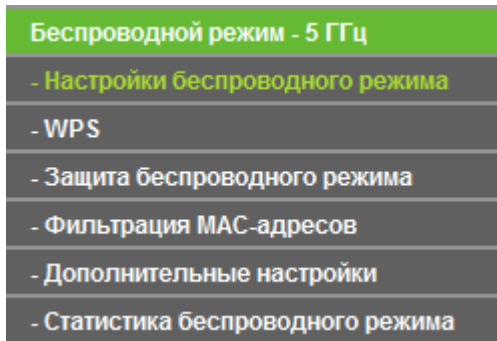 Беспроводной режим - 5 ГГц
- Настройки беспроводного режима
- WPS
- Защита беспроводного режима
- Фильтрация MAC-адресов
- Дополнительные настройки
- Статистика беспроводного режима